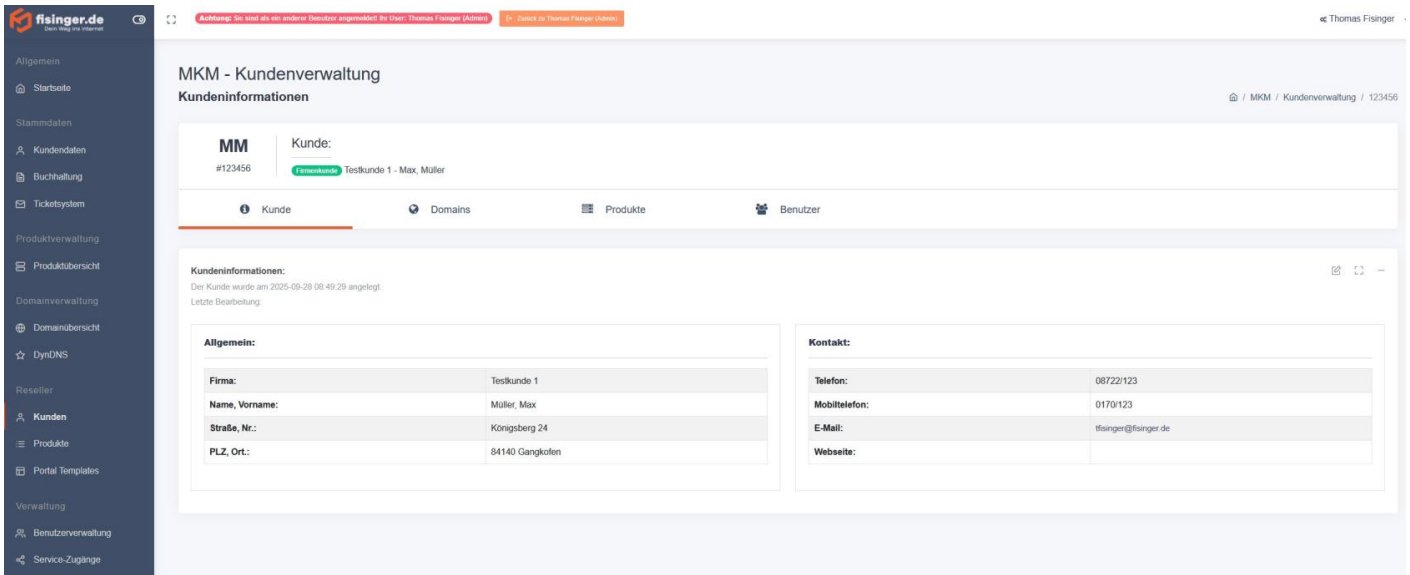 fisinger.de
Dein Weg ins Internet
Achtung: Sie sind als ein anderer Benutzer angemeldet! Ihr User: Thomas Fisinger (Admin)
Zurück zu Thomas Fisinger (Admin)
Thomas Fisinger
Allgemein
Startseite
Stammdaten
Kundendaten
Buchhaltung
Ticketsystem
Produktverwaltung
Produktübersicht
Domainverwaltung
Domainübersicht
DynDNS
Reseller
Kunden
Produkte
Portal Templates
Verwaltung
Benutzerverwaltung
Service-Zugänge
MKM - Kundenverwaltung
Kundeninformationen
/ MKM / Kundenverwaltung / 123456
MM
#123456
Kunde:
Firmenkunde Testkunde 1 - Max, Müller
Kunde
Domains
Produkte
Benutzer
Kundeninformationen:
Der Kunde wurde am 2025-09-28 08:49:29 angelegt.
Letzte Bearbeitung:
Allgemein:
Firma: Testkunde 1
Name, Vorname: Müller, Max
Straße, Nr.: Königsberg 24
PLZ, Ort.: 84140 Gangkofen
Kontakt:
Telefon: 08722/123
Mobiltelefon: 0170/123
E-Mail: tfisinger@fisinger.de
Webseite: